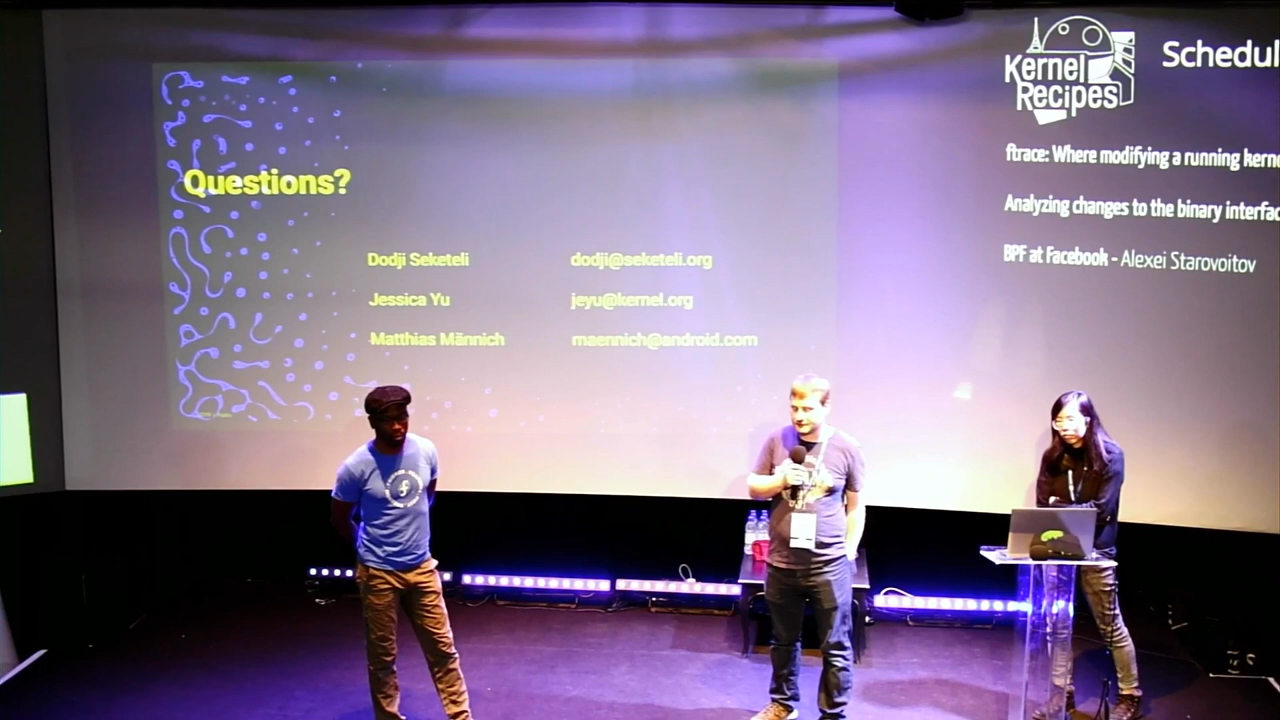 Questions?
Dodji Seketeli dodji@seketeli.org
Jessica Yu jeyu@kernel.org
Matthias Männich maennich@android.com
Kernel
Recipes
Schedul
ftrace: Where modifying a running kerne
Analyzing changes to the binary interfac
BPF at Facebook - Alexei Starovoitov